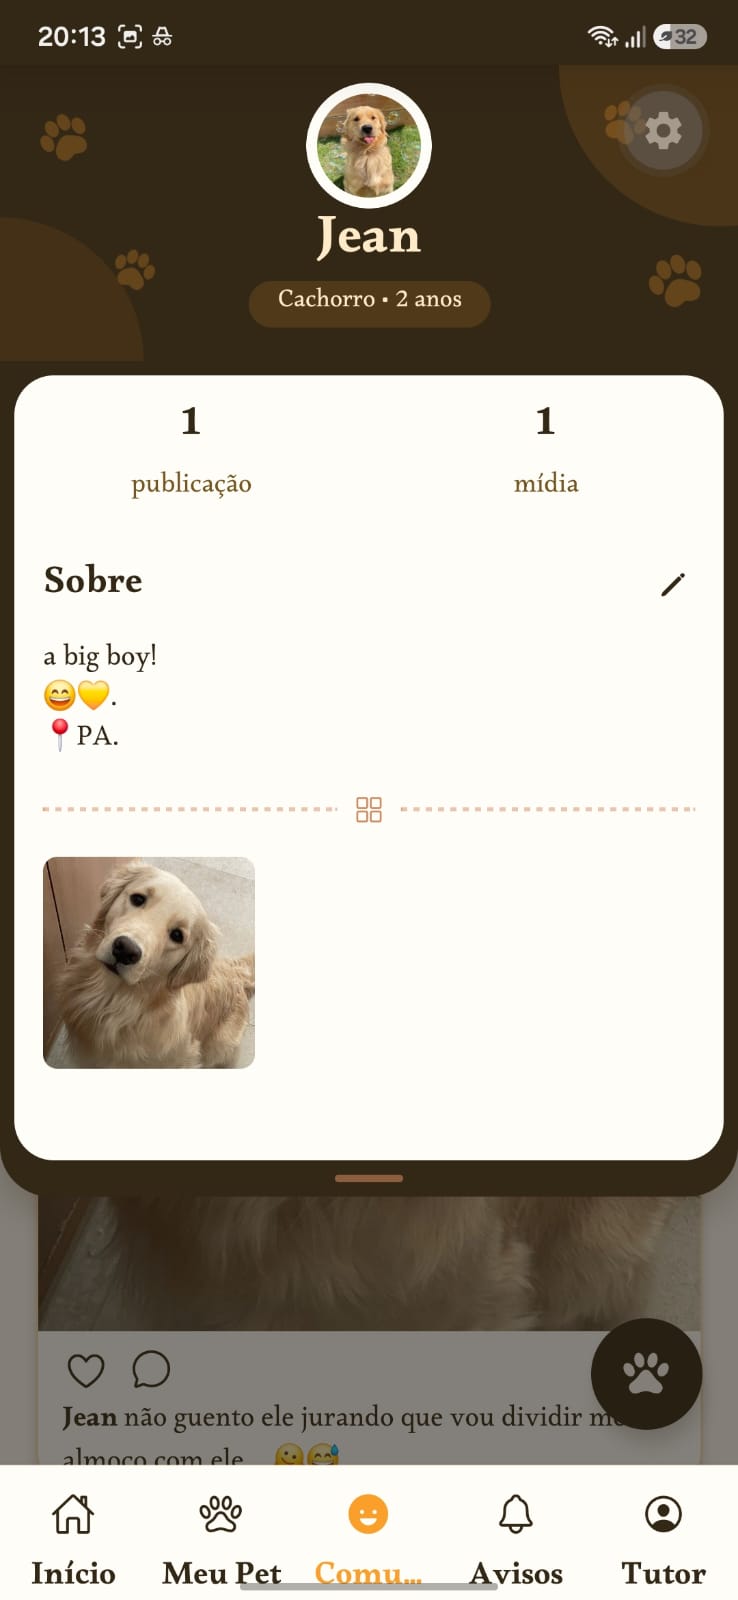 20:13
32
Jean
Cachorro • 2 anos
1
publicação
1
mídia
Sobre
a big boy!
😄💛.
📍PA.
Jean não guento ele jurando que vou dividir
almoço com ele
Início
Meu Pet
Comu...
Avisos
Tutor